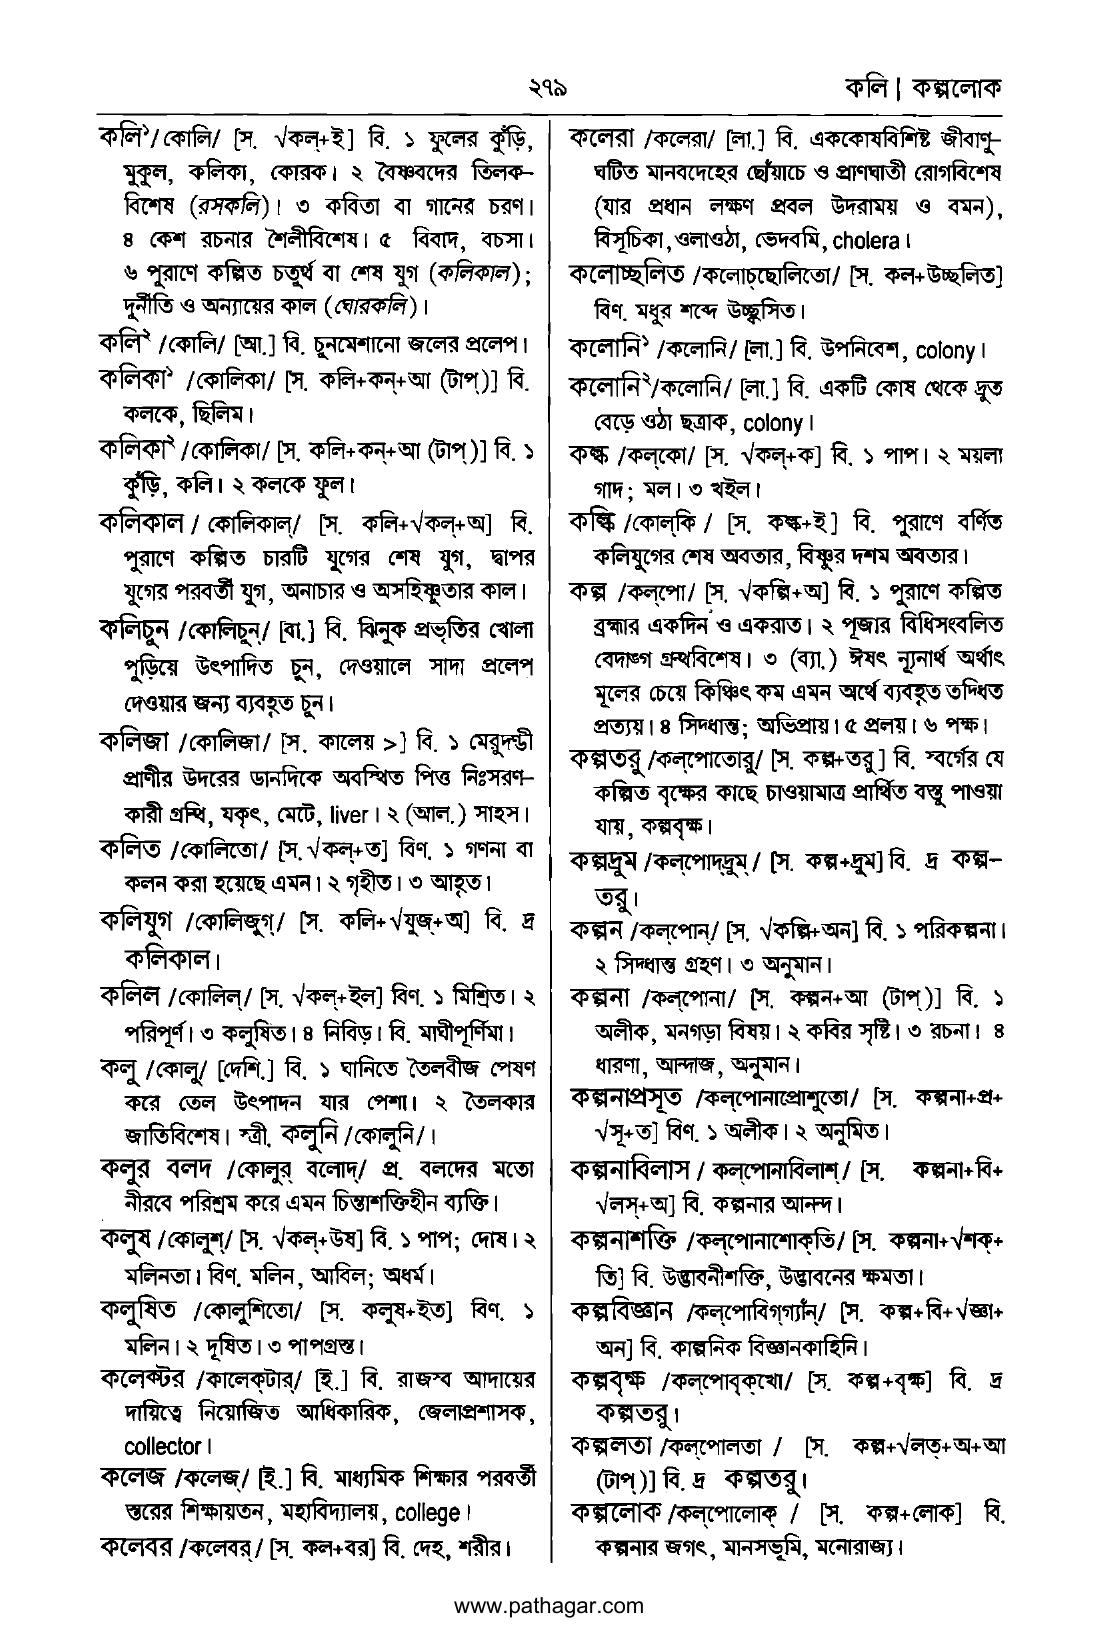 ২৭৯
কলি | কল্পলোক
কলি১/কোলি/ [স. √কল্‌+ই] বি. ১ ফুলের কুঁড়ি,
মুকুল, কলিকা, কোরক। ২ বৈষ্ণবদের তিলক-
বিশেষ (রসকলি)। ৩ কবিতা বা গানের চরণ।
৪ কেশ রচনার শৈলীবিশেষ। ৫ বিবাদ, বচসা।
৬ পুরাণে কল্পিত চতুর্থ বা শেষ যুগ (কলিকাল);
দুর্নীতি ও অন্যায়ের কাল (ঘোরকলি)।
কলি২ /কোলি/ [আ.] বি. চুনমেশানো জলের প্রলেপ।
কলিকা১ /কোলিকা/ [স. কলি+কন্‌+আ (টাপ্‌)] বি.
কলকে, ছিলিম।
কলিকা২ /কোলিকা/ [স. কলি+কন্‌+আ (টাপ্‌)] বি. ১
কুঁড়ি, কলি। ২ কলকে ফুল।
কলিকাল / কোলিকাল্‌/ [স. কলি+√কল্‌+অ] বি.
পুরাণে কল্পিত চারটি যুগের শেষ যুগ, দ্বাপর
যুগের পরবর্তী যুগ, অনাচার ও অসহিষ্ণুতার কাল।
কলিচুন /কোলিচুন্‌/ [বা.] বি. ঝিনুক প্রভৃতির খোলা
পুড়িয়ে উৎপাদিত চুন, দেওয়ালে সাদা প্রলেপ
দেওয়ার জন্য ব্যবহৃত চুন।
কলিজা /কোলিজা/ [স. কালেয় >] বি. ১ মেরুদণ্ডী
প্রাণীর উদরের ডানদিকে অবস্থিত পিত্ত নিঃসরণ-
কারী গ্রন্থি, যকৃৎ, মেটে, liver। ২ (আল.) সাহস।
কলিত /কোলিতো/ [স.√কল্‌+ত] বিণ. ১ গণনা বা
কলন করা হয়েছে এমন। ২ গৃহীত। ৩ আহৃত।
কলিযুগ /কোলিজুগ্‌/ [স. কলি+√যুজ্‌+অ] বি. দ্র
কলিকাল।
কলিল /কোলিল্‌/ [স. √কল্‌+ইল] বিণ. ১ মিশ্রিত। ২
পরিপূর্ণ। ৩ কলুষিত। ৪ নিবিড়। বি. মাঘীপূর্ণিমা।
কলু /কোলু/ [দেশি.] বি. ১ ঘানিতে তৈলবীজ পেষণ
করে তেল উৎপাদন যার পেশা। ২ তৈলকার
জাতিবিশেষ। স্ত্রী. কলুনি /কোলুনি/।
কলুর বলদ /কোলুর্‌ বলোদ্‌/ প্র. বলদের মতো
নীরবে পরিশ্রম করে এমন চিন্তাশক্তিহীন ব্যক্তি।
কলুষ /কোলুশ্‌/ [স. √কল্‌+উষ] বি. ১ পাপ; দোষ। ২
মলিনতা। বিণ. মলিন, আবিল; অধর্ম।
কলুষিত /কোলুশিতো/ [স. কলুষ+ইত] বিণ. ১
মলিন। ২ দূষিত। ৩ পাপগ্রস্ত।
কলেক্টর /কালেক্‌টার্‌/ [ই.] বি. রাজস্ব আদায়ের
দায়িত্বে নিয়োজিত আধিকারিক, জেলাপ্রশাসক,
collector।
কলেজ /কলেজ্‌/ [ই.] বি. মাধ্যমিক শিক্ষার পরবর্তী
স্তরের শিক্ষায়তন, মহাবিদ্যালয়, college।
কলেবর /কলেবর্‌/ [স. কল+বর] বি. দেহ, শরীর।
কলেরা /কলেরা/ [লা.] বি. এককোষবিশিষ্ট জীবাণু-
ঘটিত মানবদেহের ছোঁয়াচে ও প্রাণঘাতী রোগবিশেষ
(যার প্রধান লক্ষণ প্রবল উদরাময় ও বমন),
বিসূচিকা, ওলাওঠা, ভেদবমি, cholera।
কলোচ্ছলিত /কলোচ্‌ছোলিতো/ [স. কল+উচ্ছলিত]
বিণ. মধুর শব্দে উচ্ছ্বসিত।
কলোনি১ /কলোনি/ [লা.] বি. উপনিবেশ, colony।
কলোনি২/কলোনি/ [লা.] বি. একটি কোষ থেকে দ্রুত
বেড়ে ওঠা ছত্রাক, colony।
কল্ক /কল্‌কো/ [স. √কল্‌+ক] বি. ১ পাপ। ২ ময়লা
গাদ; মল। ৩ খইল।
কল্কি /কোল্‌কি / [স. কল্ক+ই] বি. পুরাণে বর্ণিত
কলিযুগের শেষ অবতার, বিষ্ণুর দশম অবতার।
কল্প /কল্‌পো/ [স. √কল্পি+অ] বি. ১ পুরাণে কল্পিত
ব্রহ্মার একদিন ও একরাত। ২ পূজার বিধিসংবলিত
বেদাঙ্গ গ্রন্থবিশেষ। ৩ (ব্যা.) ঈষৎ ন্যূনার্থ অর্থাৎ
মূলের চেয়ে কিঞ্চিৎ কম এমন অর্থে ব্যবহৃত তদ্ধিত
প্রত্যয়। ৪ সিদ্ধান্ত; অভিপ্রায়। ৫ প্রলয়। ৬ পক্ষ।
কল্পতরু /কল্‌পোতোরু/ [স. কল্প+তরু] বি. স্বর্গের যে
কল্পিত বৃক্ষের কাছে চাওয়ামাত্র প্রার্থিত বস্তু পাওয়া
যায়, কল্পবৃক্ষ।
কল্পদ্রুম /কল্‌পোদ্‌দ্রুম্‌/ [স. কল্প+দ্রুম] বি. দ্র কল্প-
তরু।
কল্পন /কল্‌পোন্‌/ [স. √কল্পি+অন] বি. ১ পরিকল্পনা।
২ সিদ্ধান্ত গ্রহণ। ৩ অনুমান।
কল্পনা /কল্‌পোনা/ [স. কল্পন+আ (টাপ্‌)] বি. ১
অলীক, মনগড়া বিষয়। ২ কবির সৃষ্টি। ৩ রচনা। ৪
ধারণা, আন্দাজ, অনুমান।
কল্পনাপ্রসূত /কল্‌পোনাপ্রোশুতো/ [স. কল্পনা+প্র+
√সূ+ত] বিণ. ১ অলীক। ২ অনুমিত।
কল্পনাবিলাস / কল্‌পোনাবিলাশ্‌/ [স. কল্পনা+বি+
√লস্‌+অ] বি. কল্পনার আনন্দ।
কল্পনাশক্তি /কল্‌পোনাশোক্‌তি/ [স. কল্পনা+√শক্‌+
তি] বি. উদ্ভাবনীশক্তি, উদ্ভাবনের ক্ষমতা।
কল্পবিজ্ঞান /কল্‌পোবিগ্‌গ্যাঁন্‌/ [স. কল্প+বি+√জ্ঞা+
অন] বি. কাল্পনিক বিজ্ঞানকাহিনি।
কল্পবৃক্ষ /কল্‌পোবৃক্‌খো/ [স. কল্প+বৃক্ষ] বি. দ্র
কল্পতরু।
কল্পলতা /কল্‌পোলতা / [স. কল্প+√লত্‌+অ+আ
(টাপ্‌)] বি. দ্র কল্পতরু।
কল্পলোক /কল্‌পোলোক্‌ / [স. কল্প+লোক] বি.
কল্পনার জগৎ, মানসভূমি, মনোরাজ্য।
www.pathagar.com